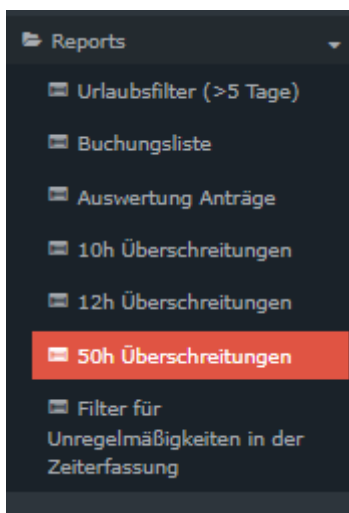 Reports
Urlaubsfilter (>5 Tage)
Buchungsliste
Auswertung Anträge
10h Überschreitungen
12h Überschreitungen
50h Überschreitungen
Filter für
Unregelmäßigkeiten in der
Zeiterfassung